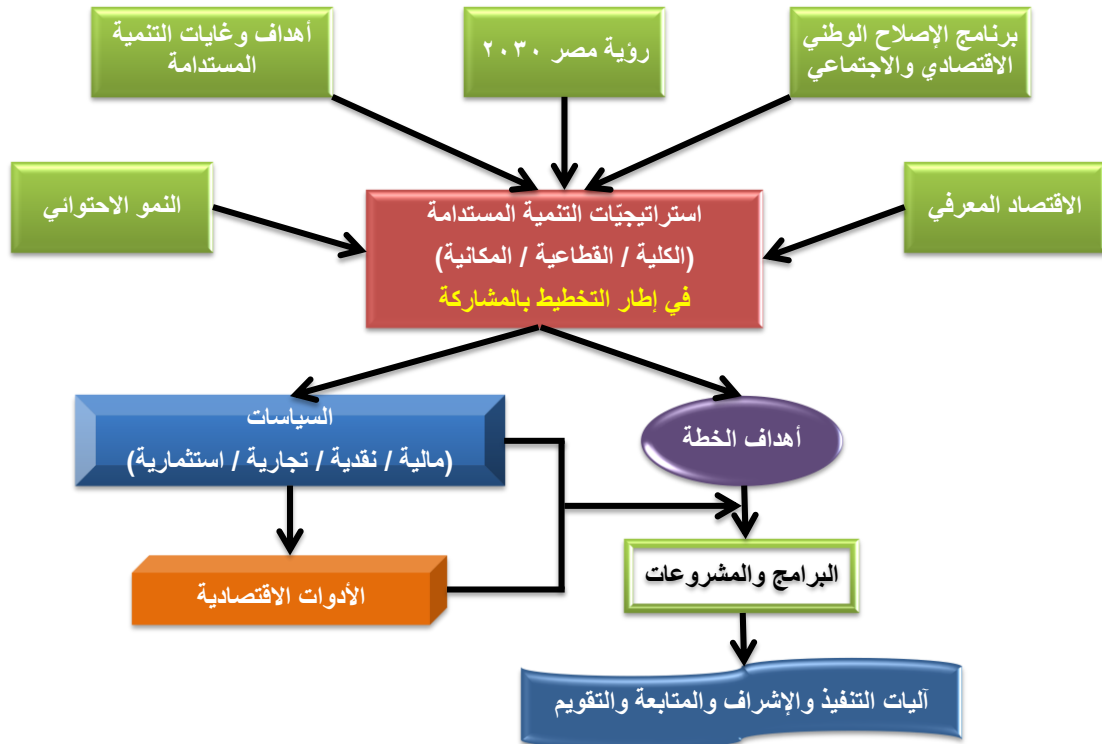 برنامج الإصلاح الوطني
الاقتصادي والاجتماعي
رؤية مصر ٢٠٣٠
أهداف وغايات التنمية
المستدامة
الاقتصاد المعرفي
النمو الاحتوائي
استراتيجيّات التنمية المستدامة
(الكلية / القطاعية / المكانية)
في إطار التخطيط بالمشاركة
أهداف الخطة
السياسات
(مالية / نقدية / تجارية / استثمارية)
البرامج والمشروعات
الأدوات الاقتصادية
آليات التنفيذ والإشراف والمتابعة والتقويم